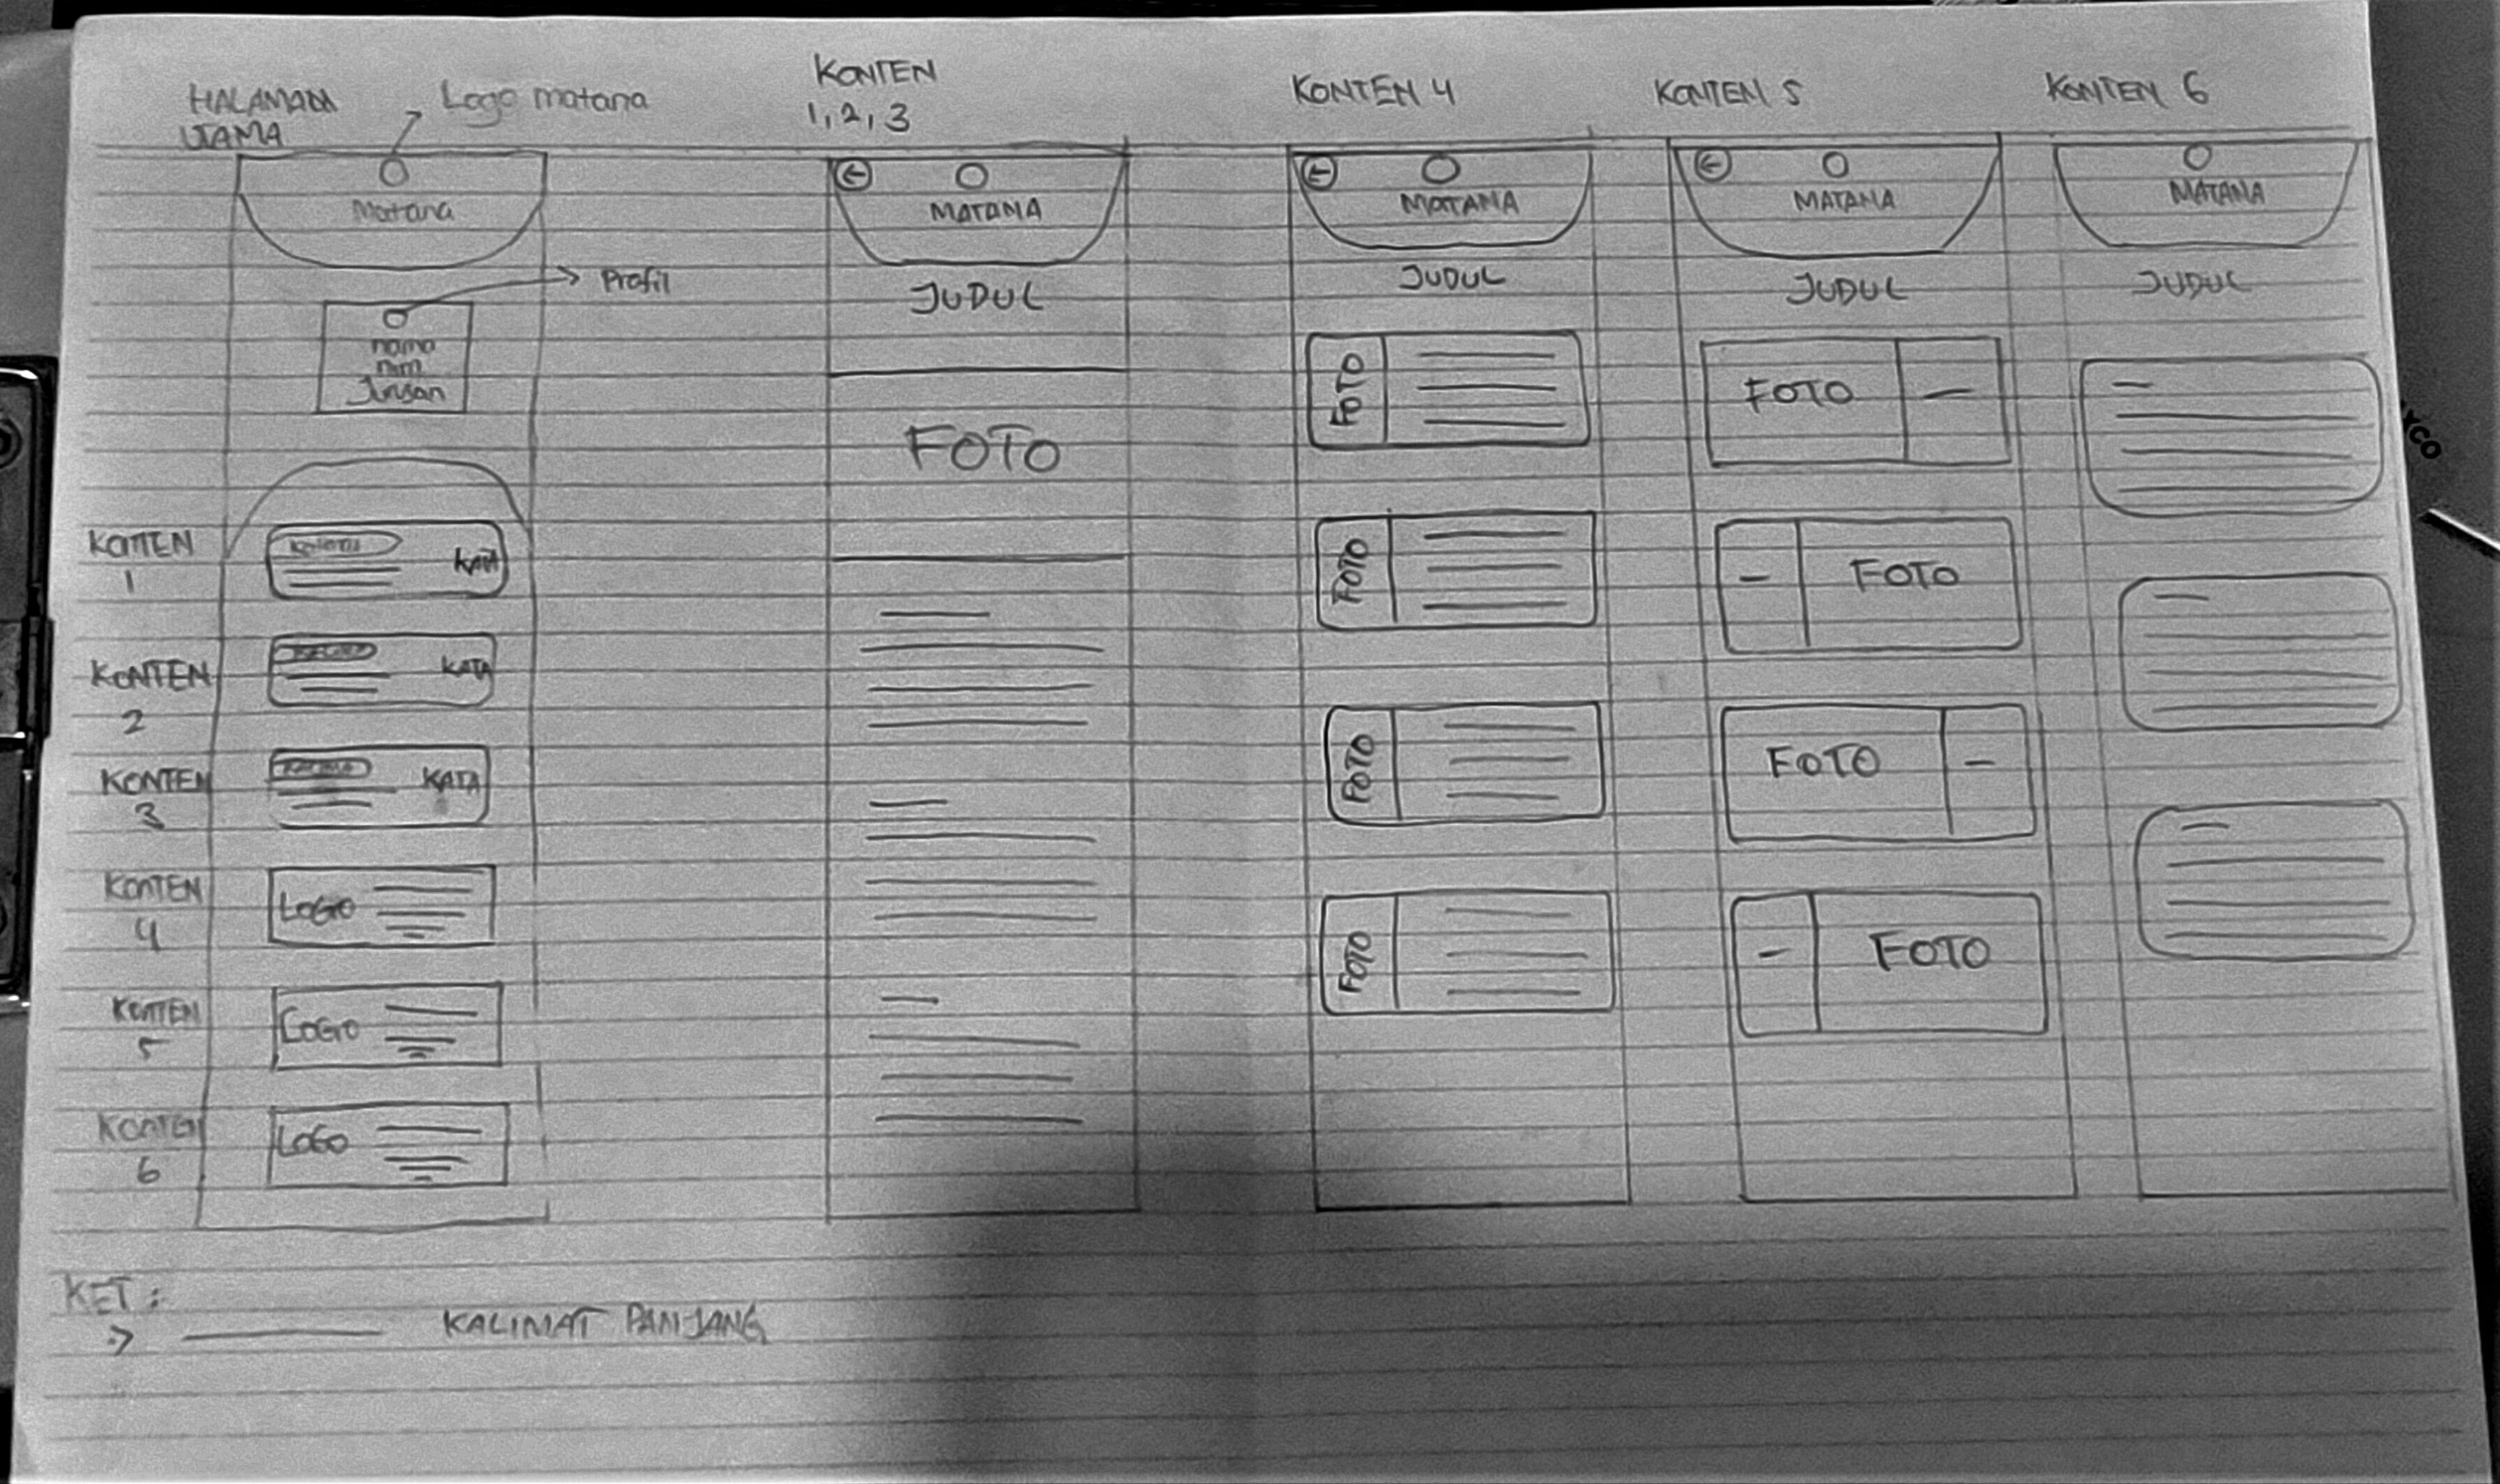 HALAMAN
UTAMA
Logo matana
Matana
Profil
nama
nim
Jurusan
KONTEN
1
KATA
KONTEN
2
KATA
KONTEN
3
KATA
KONTEN
4
LOGO
KONTEN
5
LOGO
KONTEN
6
LOGO
KONTEN
1, 2, 3
MATANA
JUDUL
FOTO
KONTEN 4
MATANA
JUDUL
FOTO
FOTO
FOTO
FOTO
KONTEN 5
MATANA
JUDUL
FOTO
FOTO
FOTO
FOTO
KONTEN 6
MATANA
JUDUL
KET :
KALIMAT PANJANG